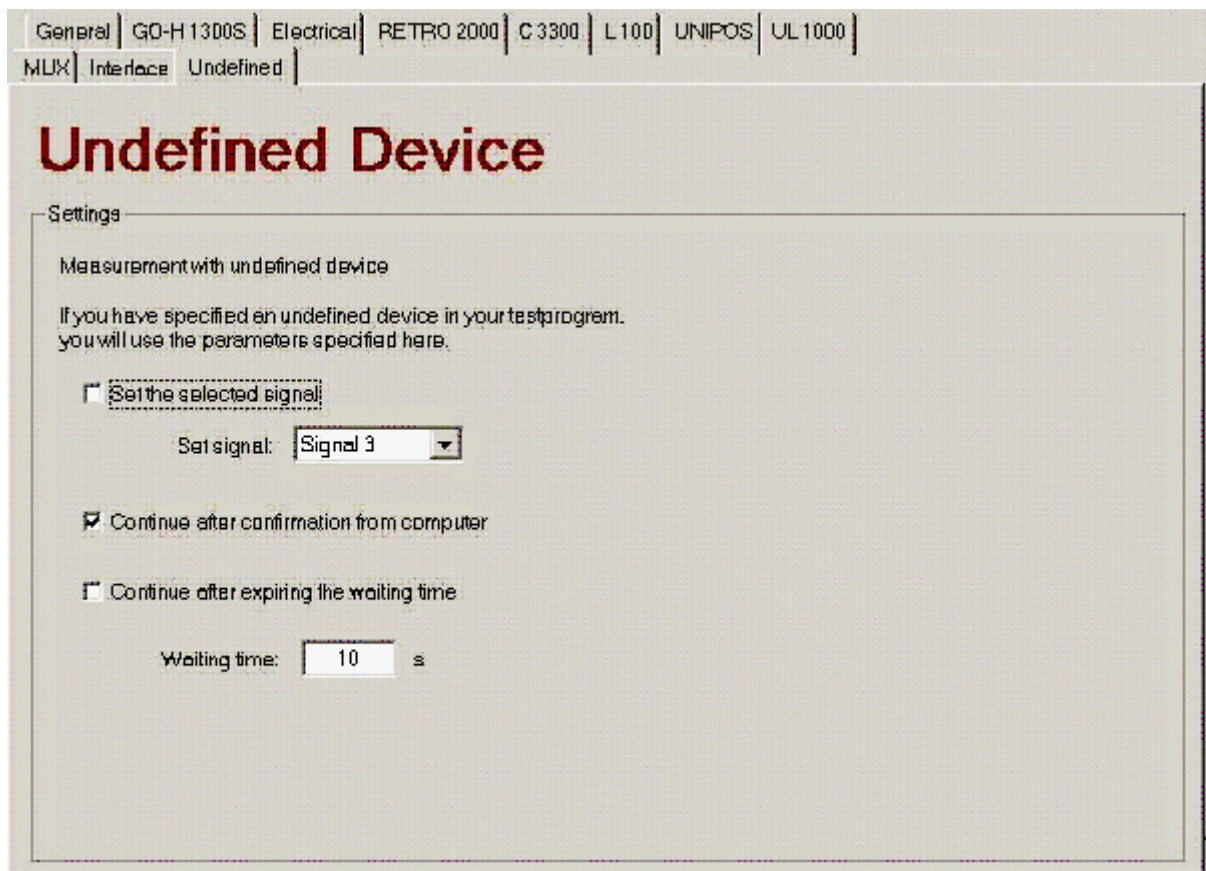 General GO-H 1300S Electrical RETRO 2000 C 3300 L 100 UNIPOS UL 1000
MUX Interface Undefined
Undefined Device
Settings
Measurement with undefined device
If you have specified an undefined device in your testprogram.
you will use the parameters specified here.
Set the selected signal
Set signal: Signal 3
Continue after confirmation from computer
Continue after expiring the waiting time
Waiting time: 10 s